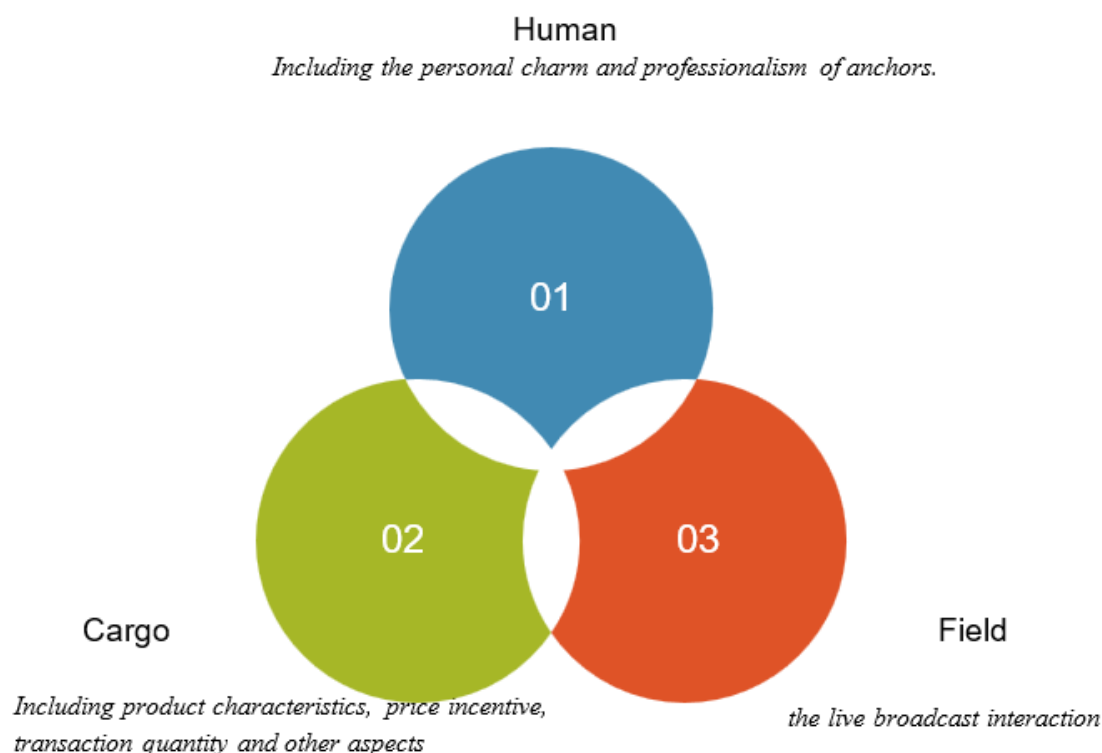 Human
Including the personal charm and professionalism of anchors.
01
02
03
Cargo
Field
Including product characteristics, price incentive,
transaction quantity and other aspects
the live broadcast interaction